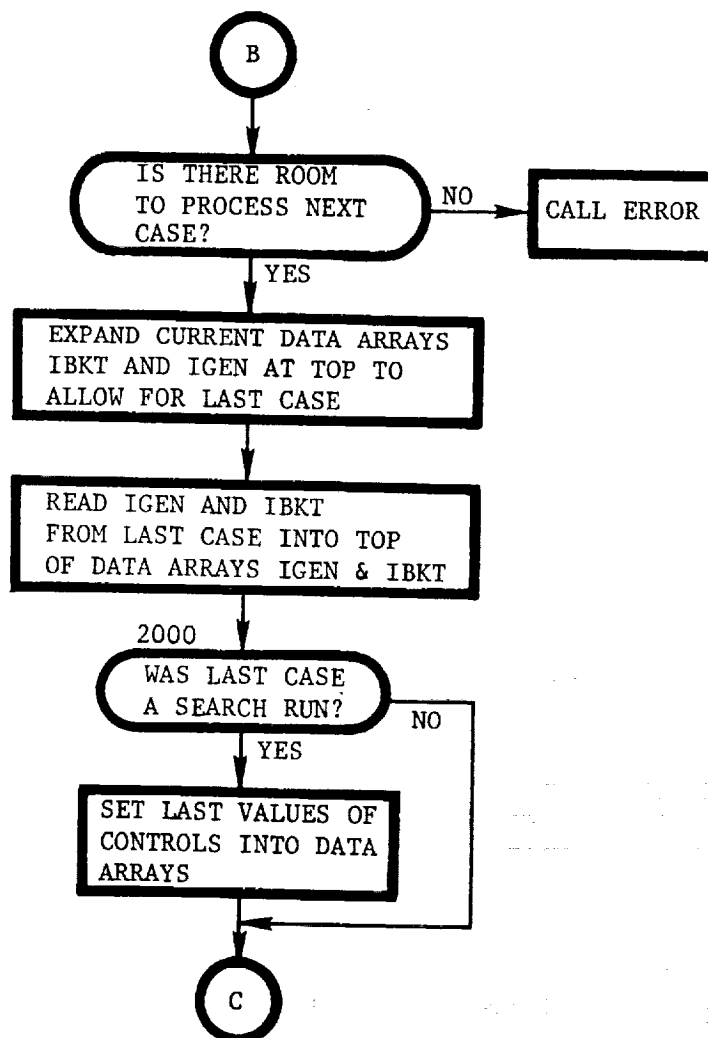 B
IS THERE ROOM
TO PROCESS NEXT
CASE?
NO
CALL ERROR
YES
EXPAND CURRENT DATA ARRAYS
IBKT AND IGEN AT TOP TO
ALLOW FOR LAST CASE
READ IGEN AND IBKT
FROM LAST CASE INTO TOP
OF DATA ARRAYS IGEN & IBKT
2000
WAS LAST CASE
A SEARCH RUN?
NO
YES
SET LAST VALUES OF
CONTROLS INTO DATA
ARRAYS
C